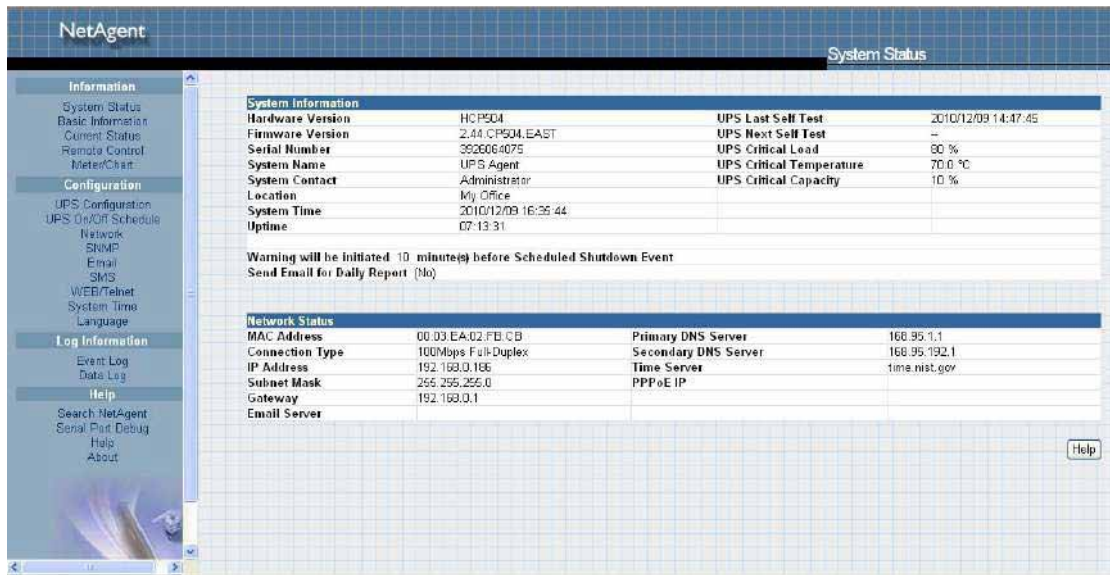 NetAgent
System Status
Information
System Status
Basic Information
Current Status
Remote Control
Meter/Chart
Configuration
UPS Configuration
UPS On/Off Schedule
Network
SNMP
Email
SMS
WEB/Telnet
System Time
Language
Log Information
Event Log
Data Log
Help
Search NetAgent
Serial Port Debug
Help
About
System Information
Hardware Version HCP504 UPS Last Self Test 2010/12/09 14:47:45
Firmware Version 2.44.CP504.EAST UPS Next Self Test --
Serial Number 3926064075 UPS Critical Load 80 %
System Name UPS Agent UPS Critical Temperature 70.0 °C
System Contact Administrator UPS Critical Capacity 10 %
Location My Office
System Time 2010/12/09 16:35:44
Uptime 07:13:31
Warning will be initiated 10 minute(s) before Scheduled Shutdown Event
Send Email for Daily Report (No)
Network Status
MAC Address 00:03:EA:02:FB:CB Primary DNS Server 168.95.1.1
Connection Type 100Mbps Full-Duplex Secondary DNS Server 168.95.192.1
IP Address 192.168.0.186 Time Server time.nist.gov
Subnet Mask 255.255.255.0 PPPoE IP
Gateway 192.168.0.1
Email Server
Help